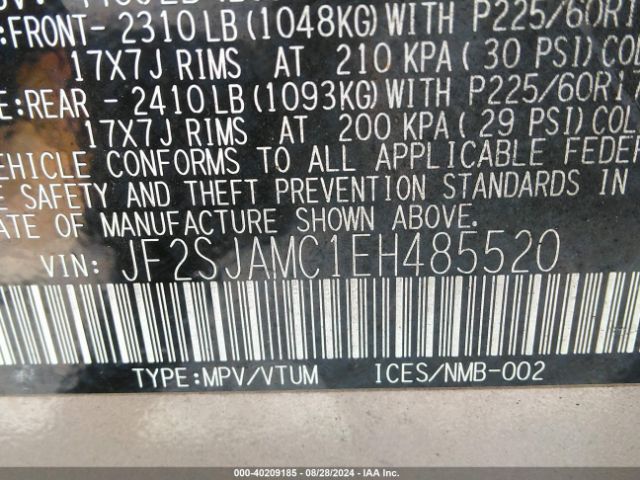 :FRONT- 2310 LB (1048KG) WITH P225/60R1
17X7J RIMS AT 210 KPA ( 30 PSI) COL
E:REAR - 2410 LB (1093KG) WITH P225/60R1
17X7J RIMS AT 200 KPA ( 29 PSI) COL
EHICLE CONFORMS TO ALL APPLICABLE FEDER
E SAFETY AND THEFT PREVENTION STANDARDS IN
ATE OF MANUFACTURE SHOWN ABOVE.
VIN: JF2SJAMC1EH485520
TYPE:MPV/VTUM ICES/NMB-002
000-40209185 | 08/28/2024 | IAA Inc.